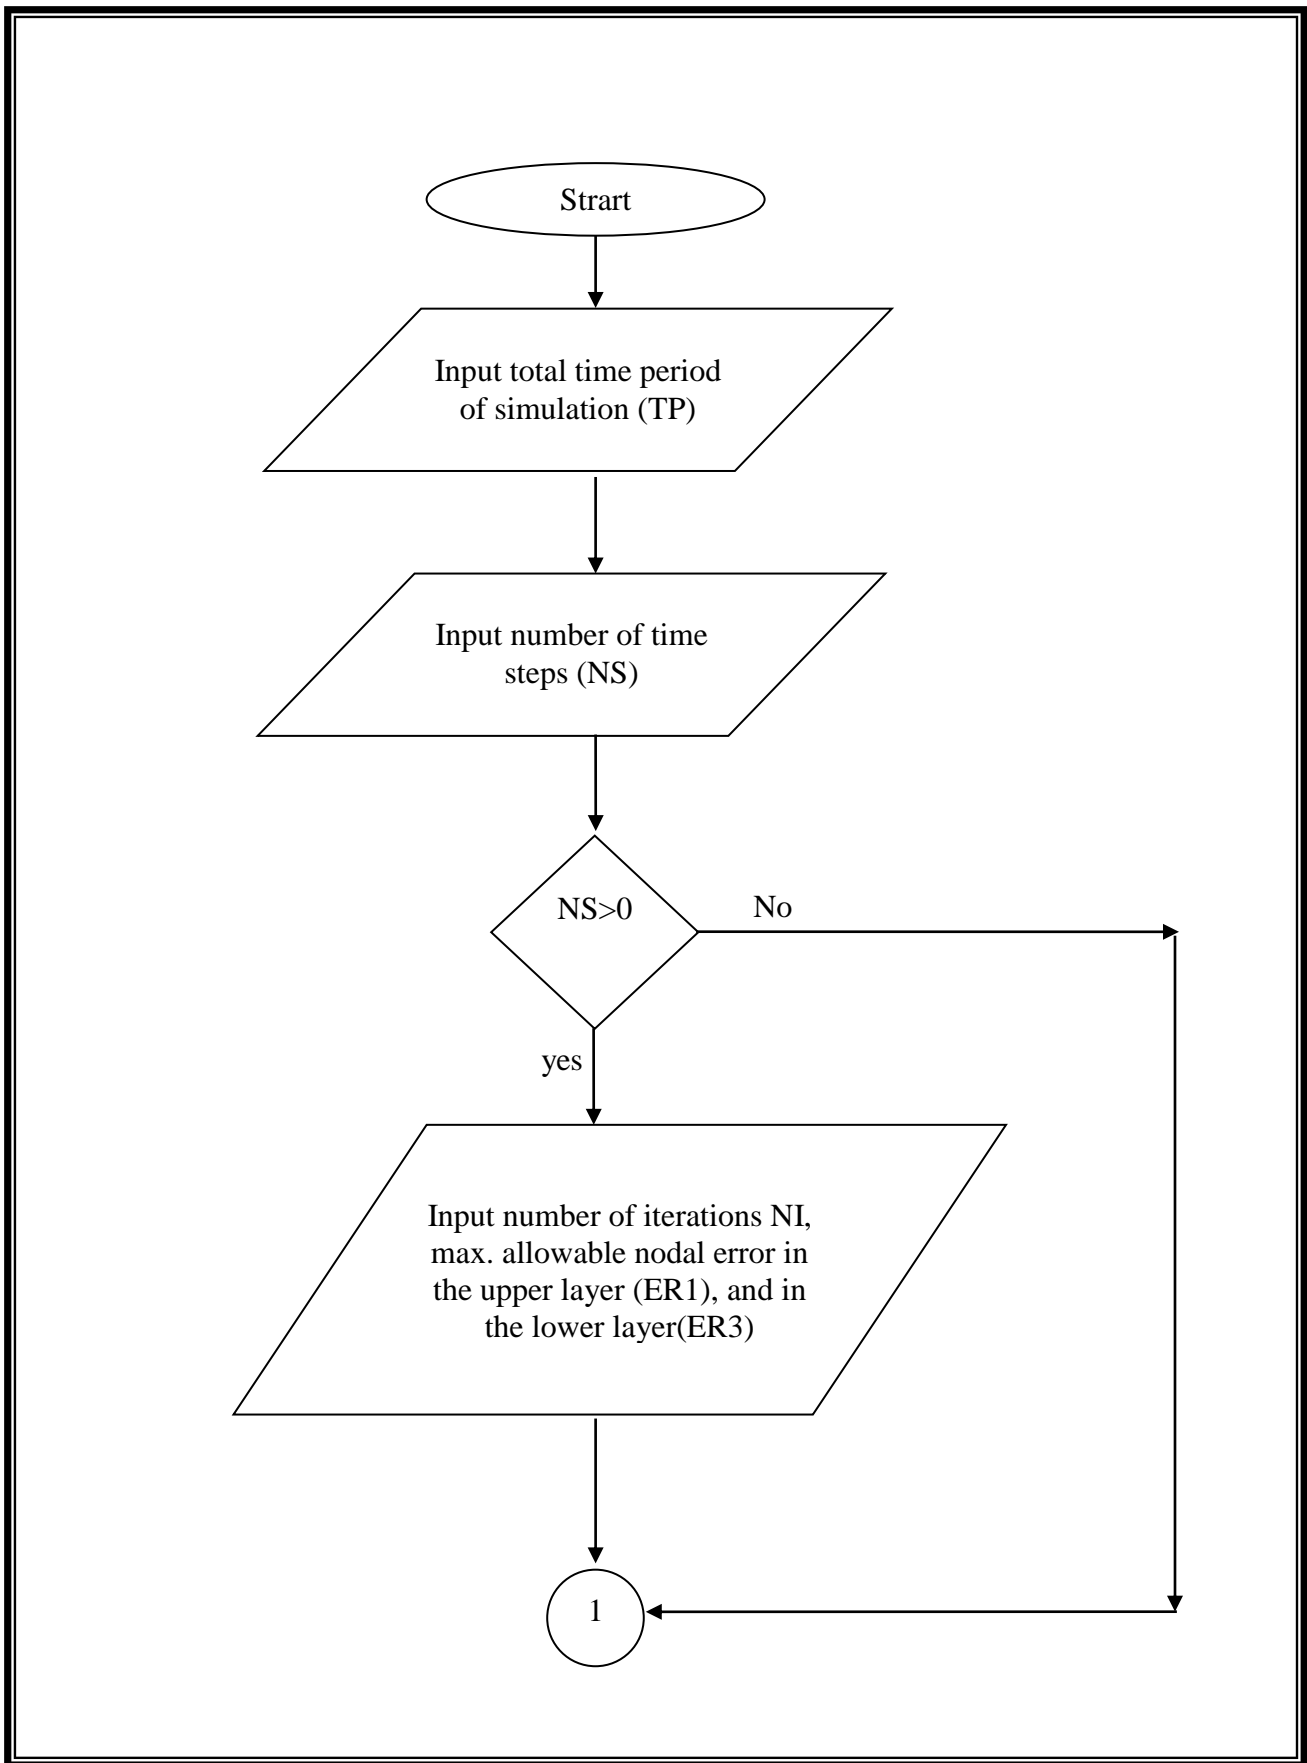 Strart
Input total time period
of simulation (TP)
Input number of time
steps (NS)
NS>0
No
yes
Input number of iterations NI,
max. allowable nodal error in
the upper layer (ER1), and in
the lower layer(ER3)
1